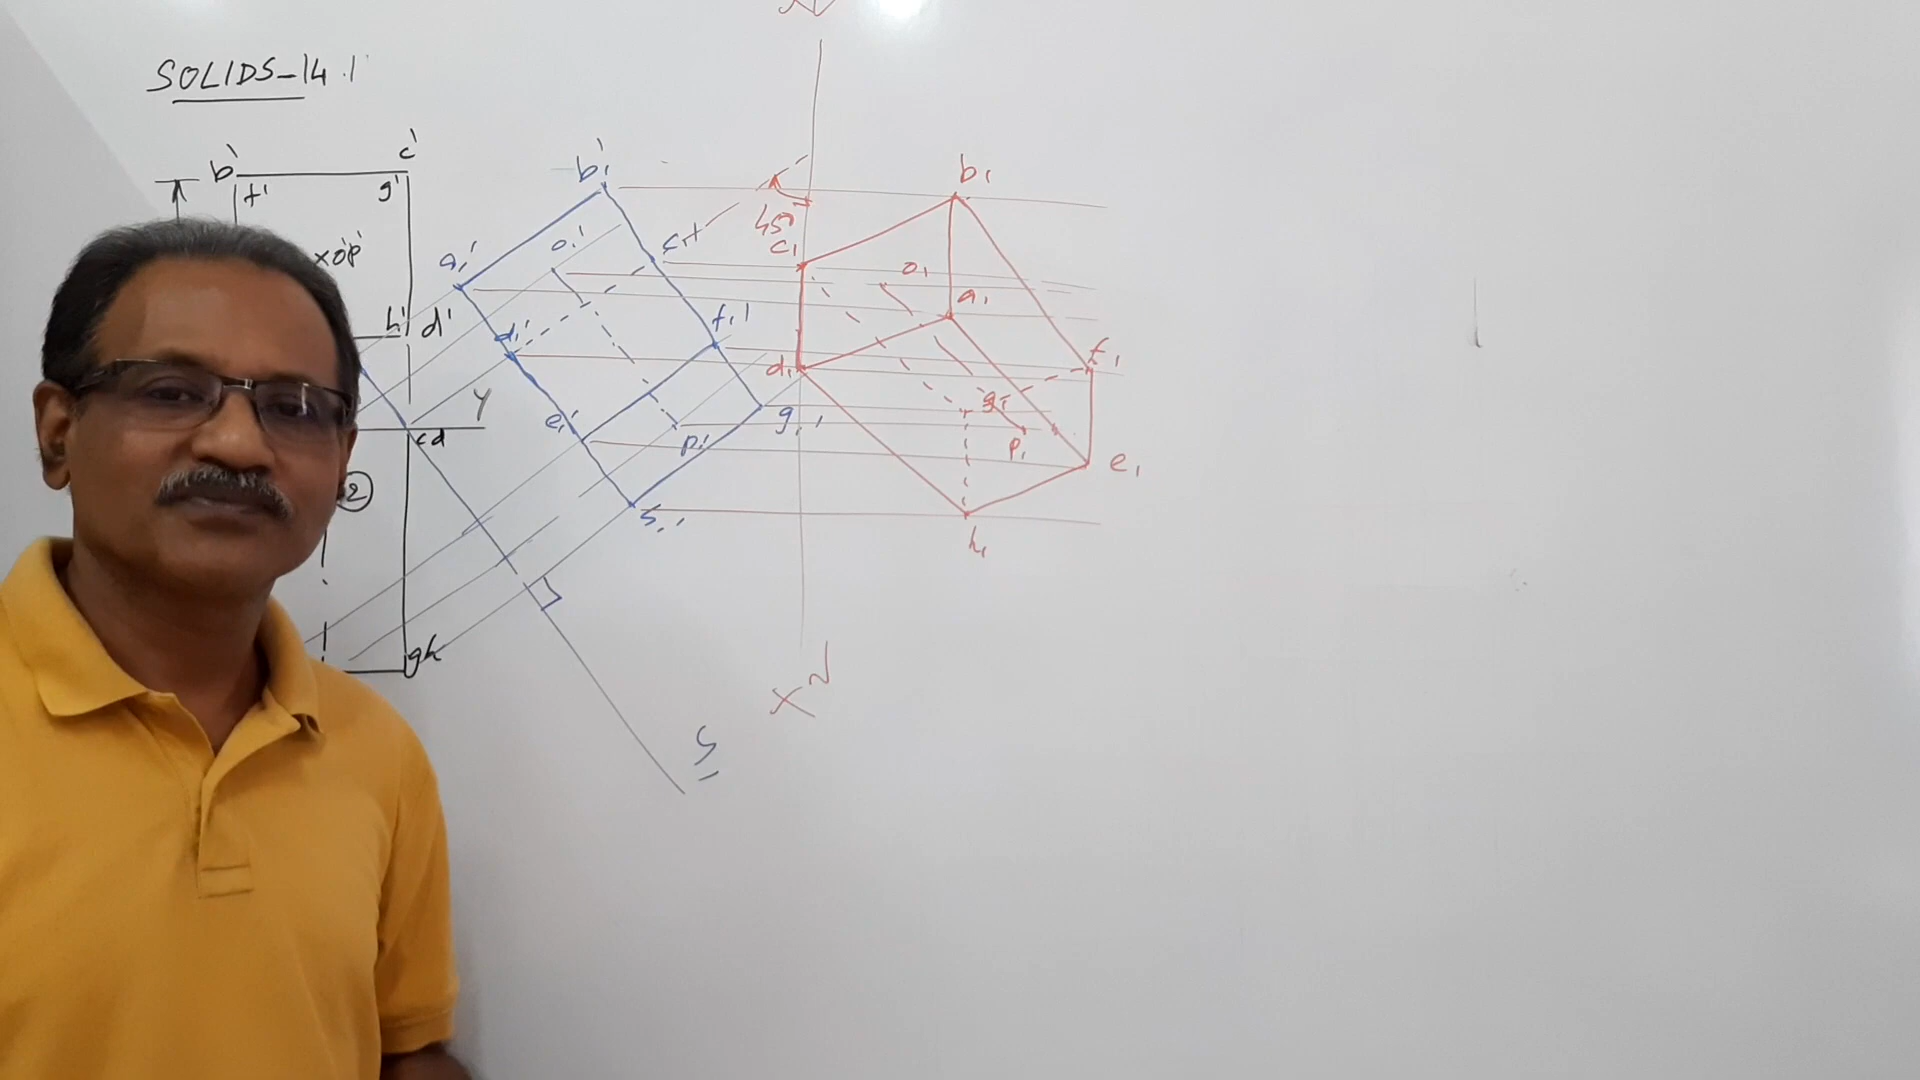 SOLIDS-14.1
b' c'
f' g'
x o'p'
h' d'
y
cd
2
gh
b₁'
a₁' o₁' c₁'
d₁' f₁'
e₁' p₁' g₁'
45°
b₁
c₁ o₁
a₁
d₁ f₁
g₁
p₁ e₁
h₁
X